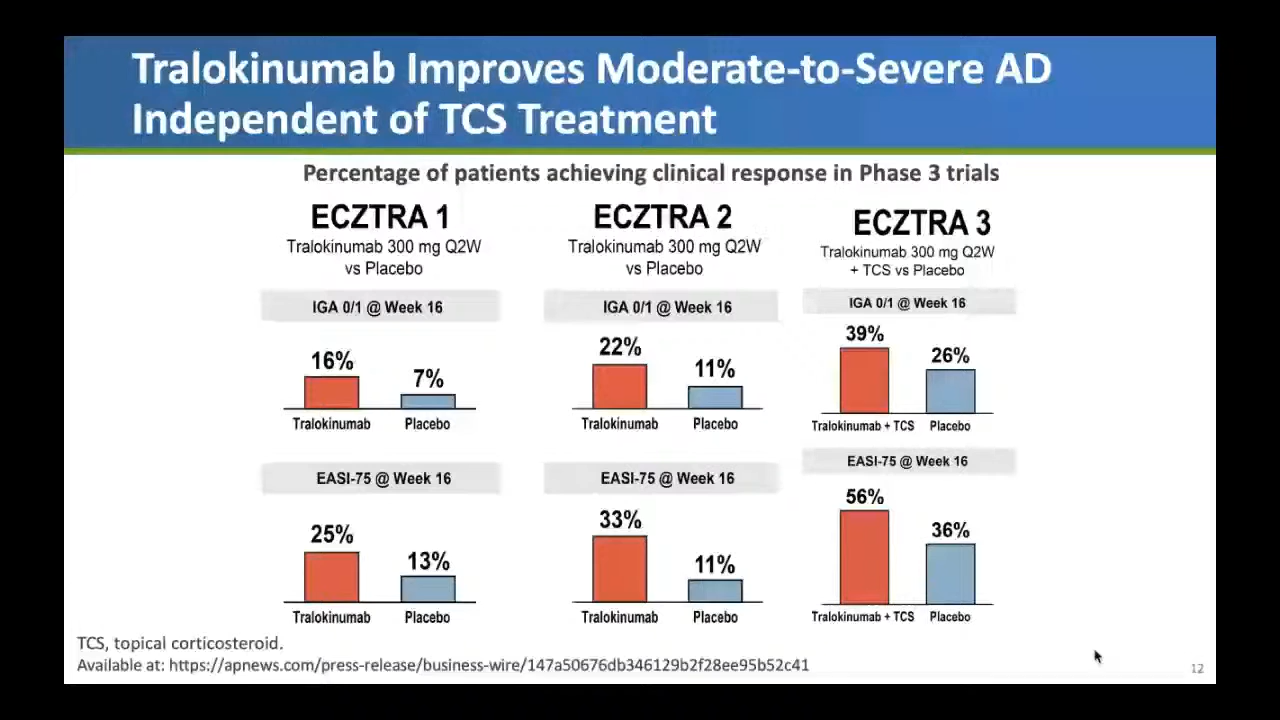 Tralokinumab Improves Moderate-to-Severe AD
Independent of TCS Treatment
Percentage of patients achieving clinical response in Phase 3 trials
ECZTRA 1
Tralokinumab 300 mg Q2W
vs Placebo
IGA 0/1 @ Week 16
16%
7%
Tralokinumab
Placebo
EASI-75 @ Week 16
25%
13%
Tralokinumab
Placebo
ECZTRA 2
Tralokinumab 300 mg Q2W
vs Placebo
IGA 0/1 @ Week 16
22%
11%
Tralokinumab
Placebo
EASI-75 @ Week 16
33%
11%
Tralokinumab
Placebo
ECZTRA 3
Tralokinumab 300 mg Q2W
+ TCS vs Placebo
IGA 0/1 @ Week 16
39%
26%
Tralokinumab + TCS
Placebo
EASI-75 @ Week 16
56%
36%
Tralokinumab + TCS
Placebo
TCS, topical corticosteroid.
Available at: https://apnews.com/press-release/business-wire/147a50676db346129b2f28ee95b52c41
12